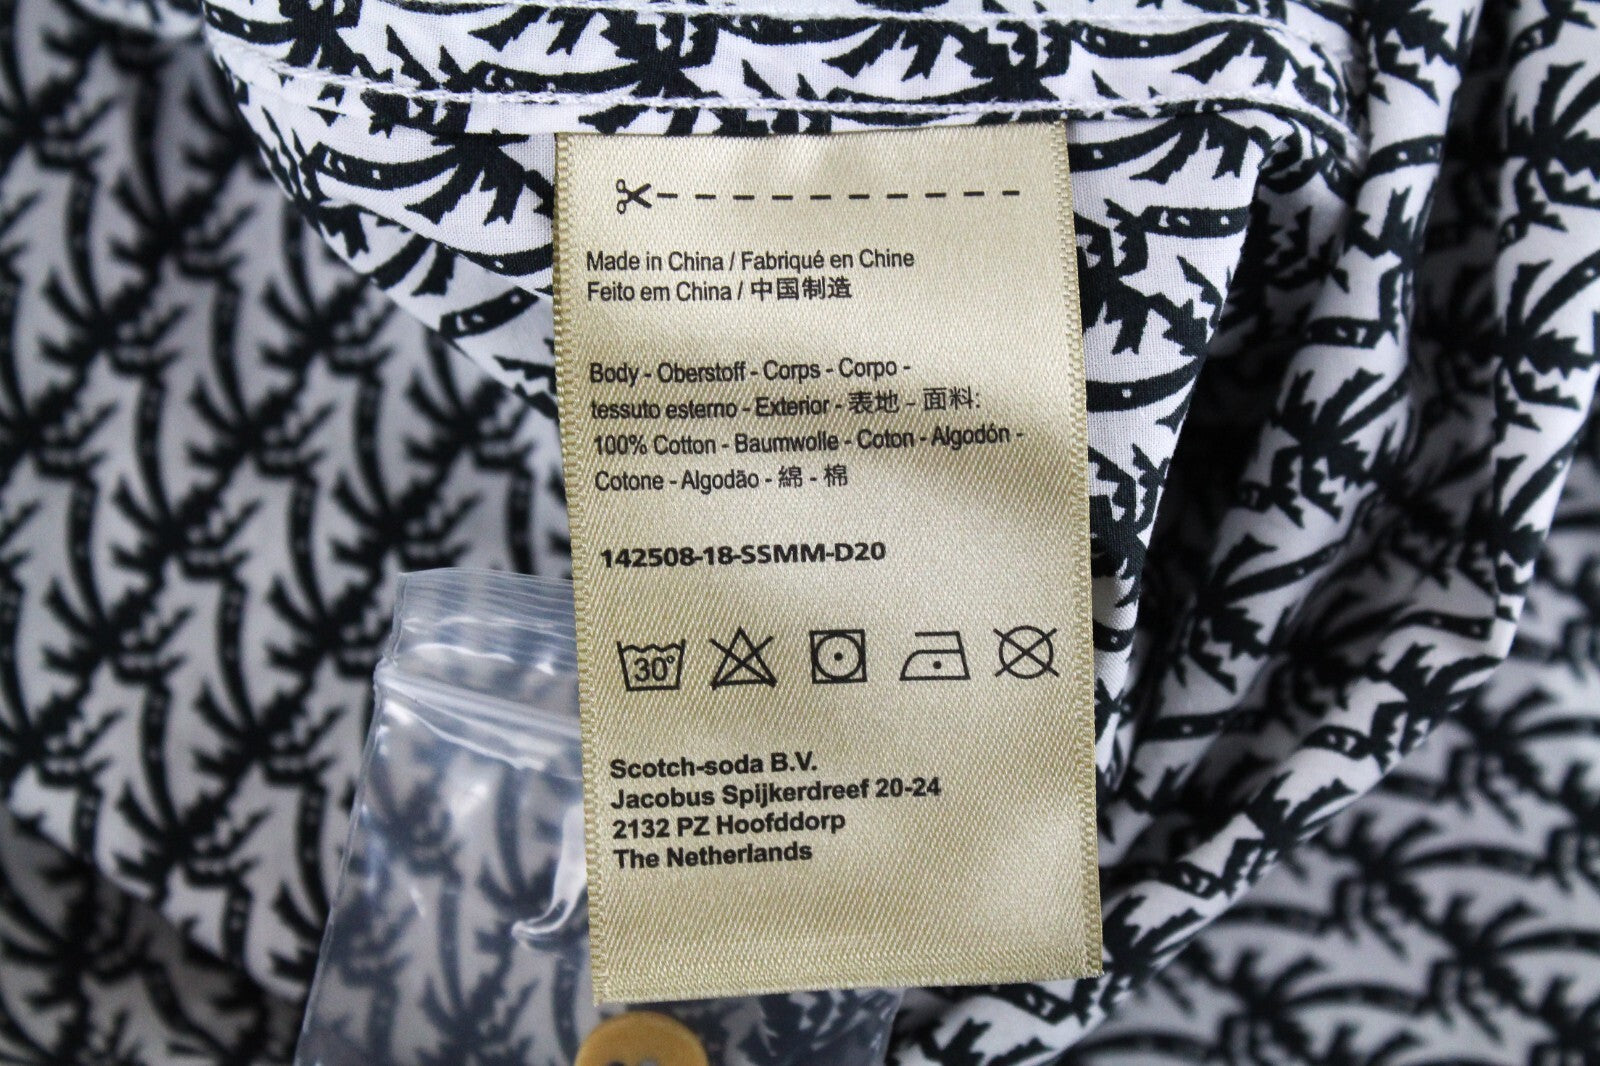 Made in China / Fabriqué en Chine
Feito em China / 中国制造
Body - Oberstoff - Corps - Corpo -
tessuto esterno - Exterior - 表地 - 面料:
100% Cotton - Baumwolle - Coton - Algodón -
Cotone - Algodão - 綿 - 棉
142508-18-SSMM-D20
30°
Scotch-soda B.V.
Jacobus Spijkerdreef 20-24
2132 PZ Hoofddorp
The Netherlands